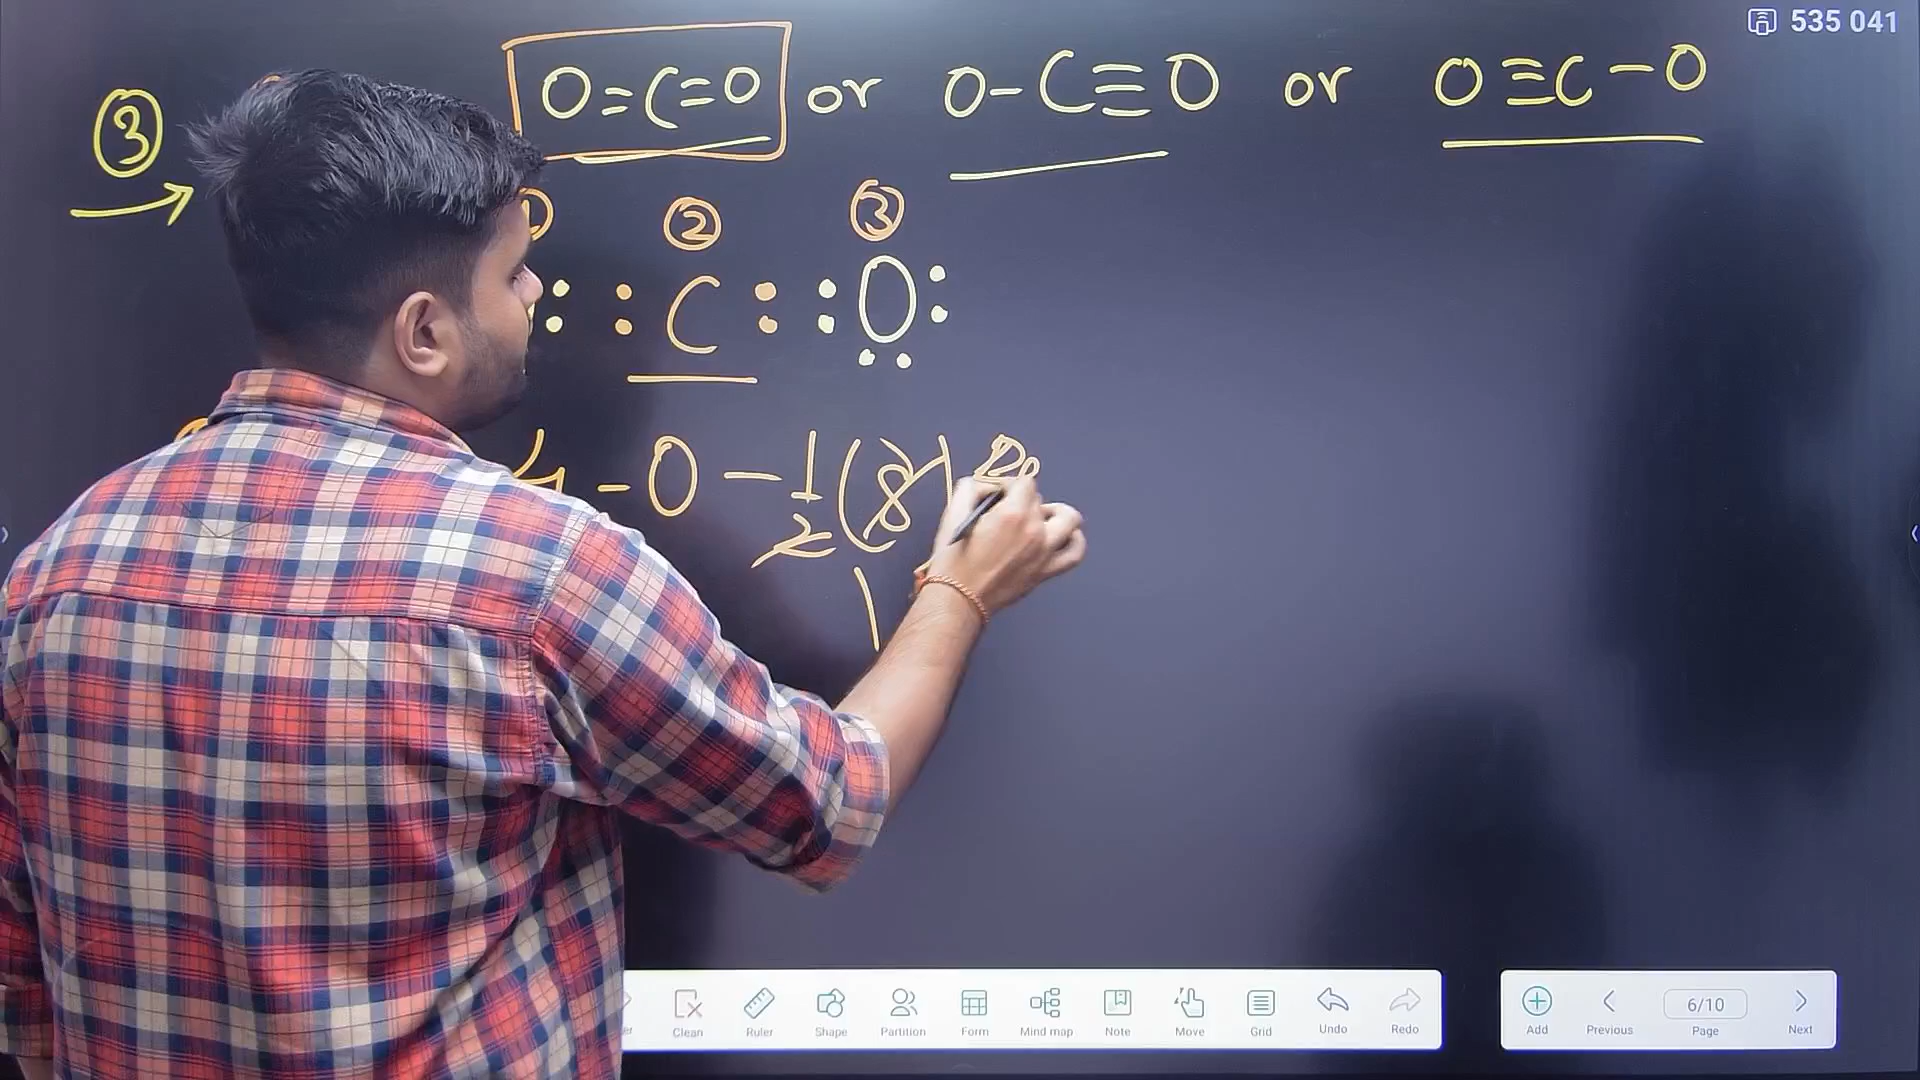 535 041
③ O=C=O or O-C≡O or O≡C-O
① ② ③
: : C : : O :
4 - 0 - 1/2 (8)
Clean Ruler Shape Partition Form Mind map Note Move Grid Undo Redo Add Previous 6/10 Page Next